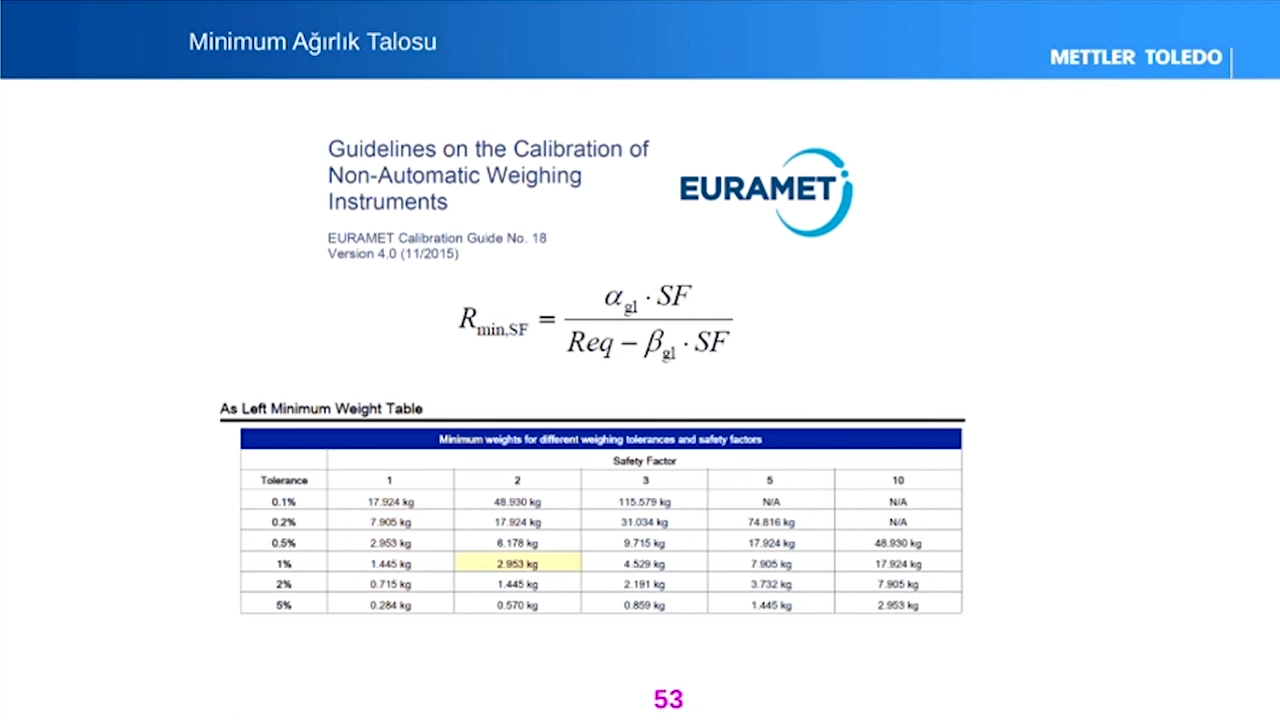 Minimum Ağırlık Talosu
METTLER TOLEDO
Guidelines on the Calibration of
Non-Automatic Weighing
Instruments
EURAMET
EURAMET Calibration Guide No. 18
Version 4.0 (11/2015)
R_min,SF = (α_gl · SF) / (Req − β_gl · SF)
As Left Minimum Weight Table
Minimum weights for different weighing tolerances and safety factors
Safety Factor
Tolerance 1 2 3 5 10
0.1% 17.924 kg 48.930 kg 115.579 kg N/A N/A
0.2% 7.905 kg 17.924 kg 31.034 kg 74.816 kg N/A
0.5% 2.953 kg 6.178 kg 9.715 kg 17.924 kg 48.930 kg
1% 1.445 kg 2.953 kg 4.529 kg 7.905 kg 17.924 kg
2% 0.715 kg 1.445 kg 2.191 kg 3.732 kg 7.905 kg
5% 0.284 kg 0.570 kg 0.859 kg 1.445 kg 2.953 kg
53